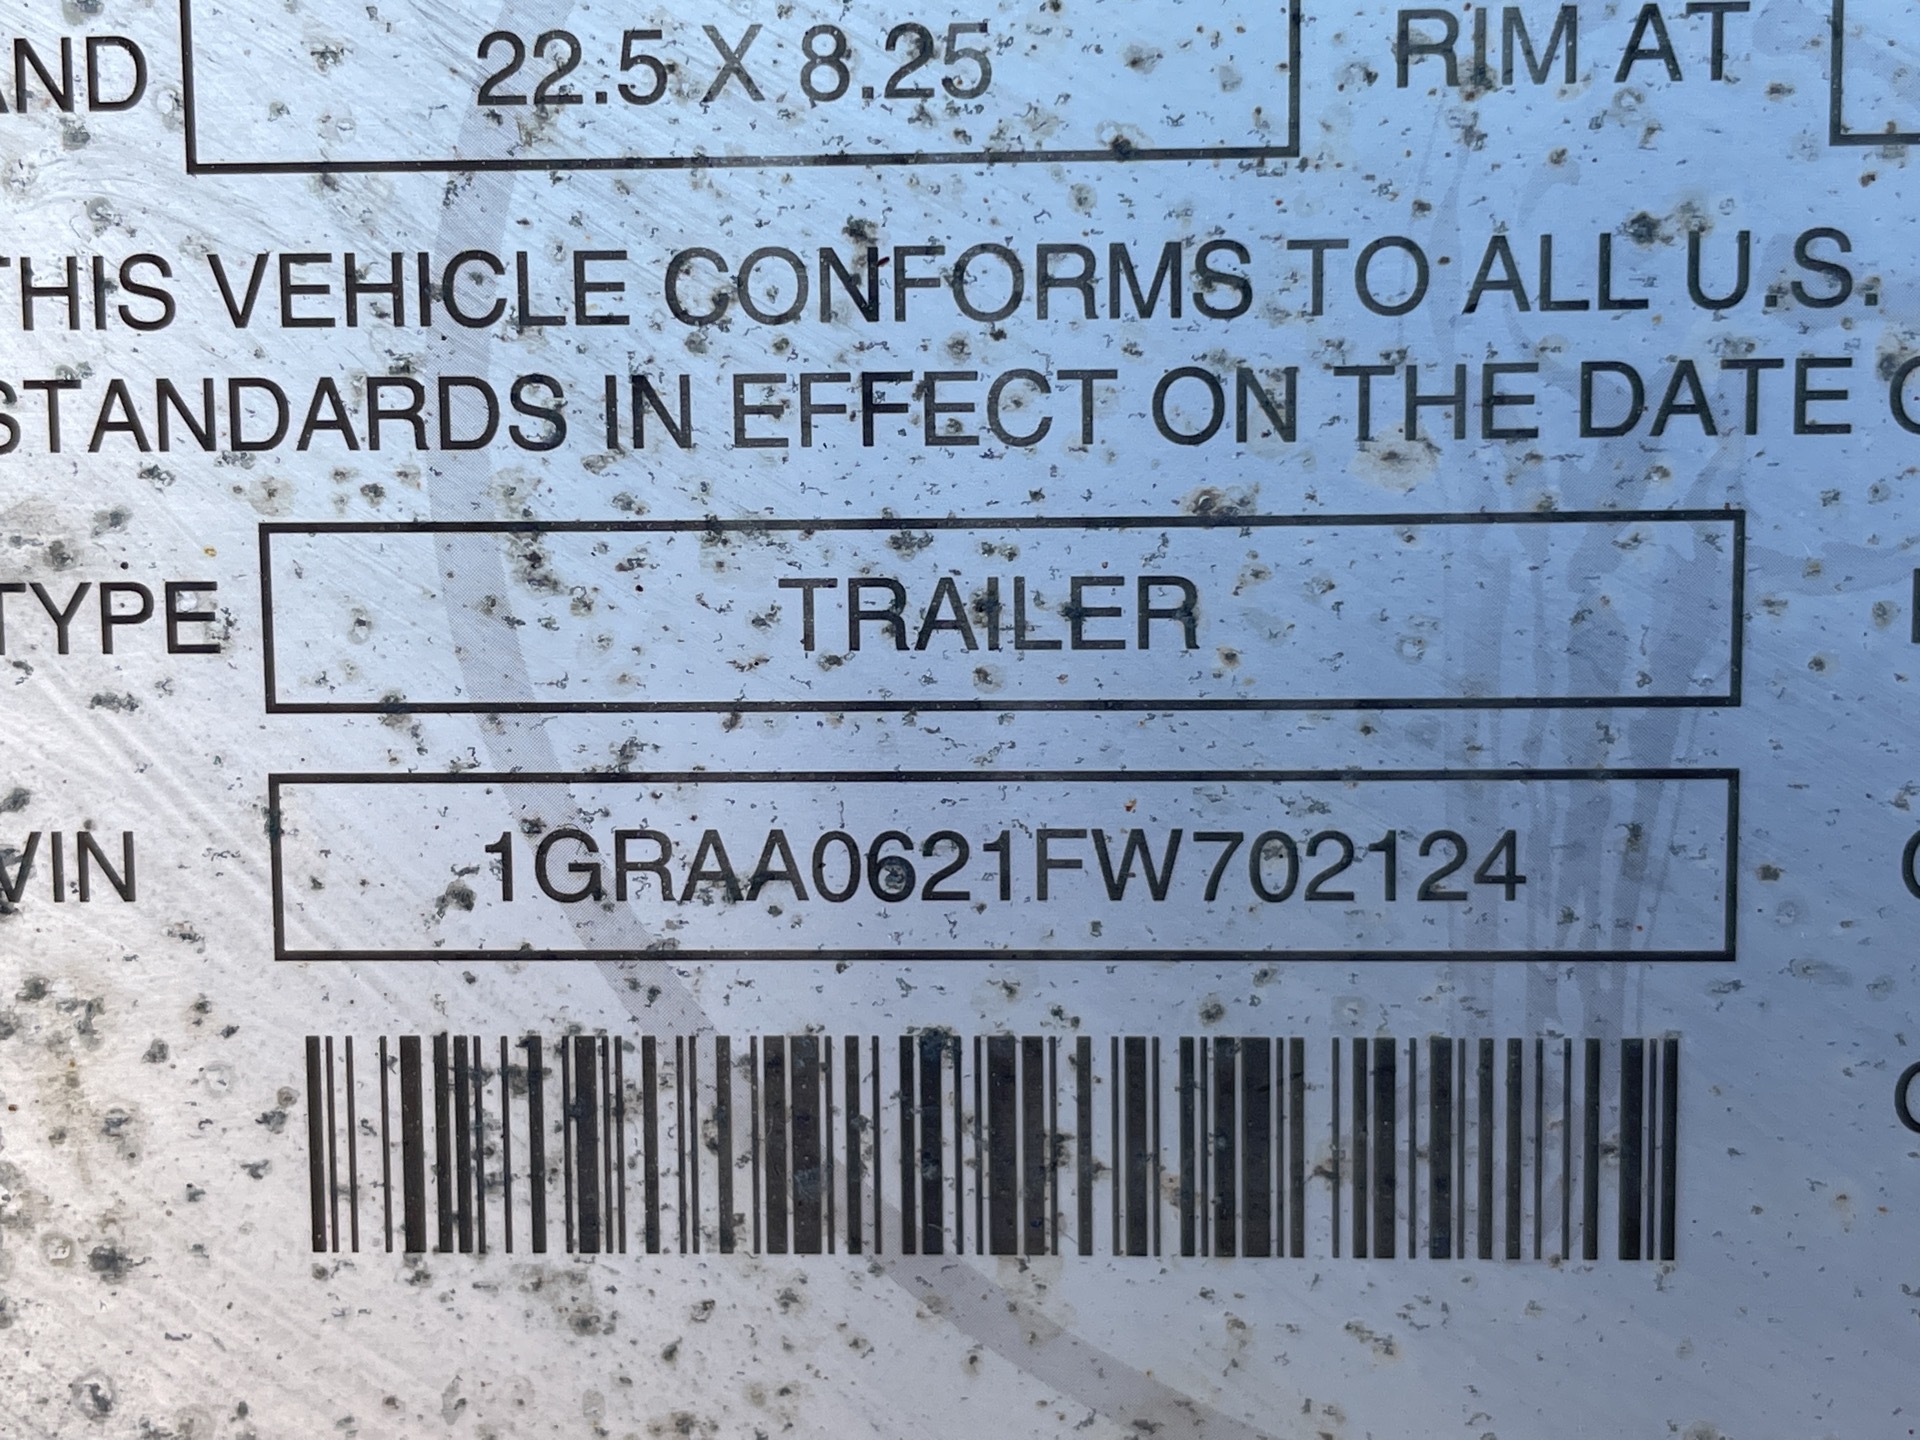 AND 22.5 X 8.25 RIM AT
THIS VEHICLE CONFORMS TO ALL U.S.
STANDARDS IN EFFECT ON THE DATE
TYPE TRAILER
VIN 1GRAA0621FW702124